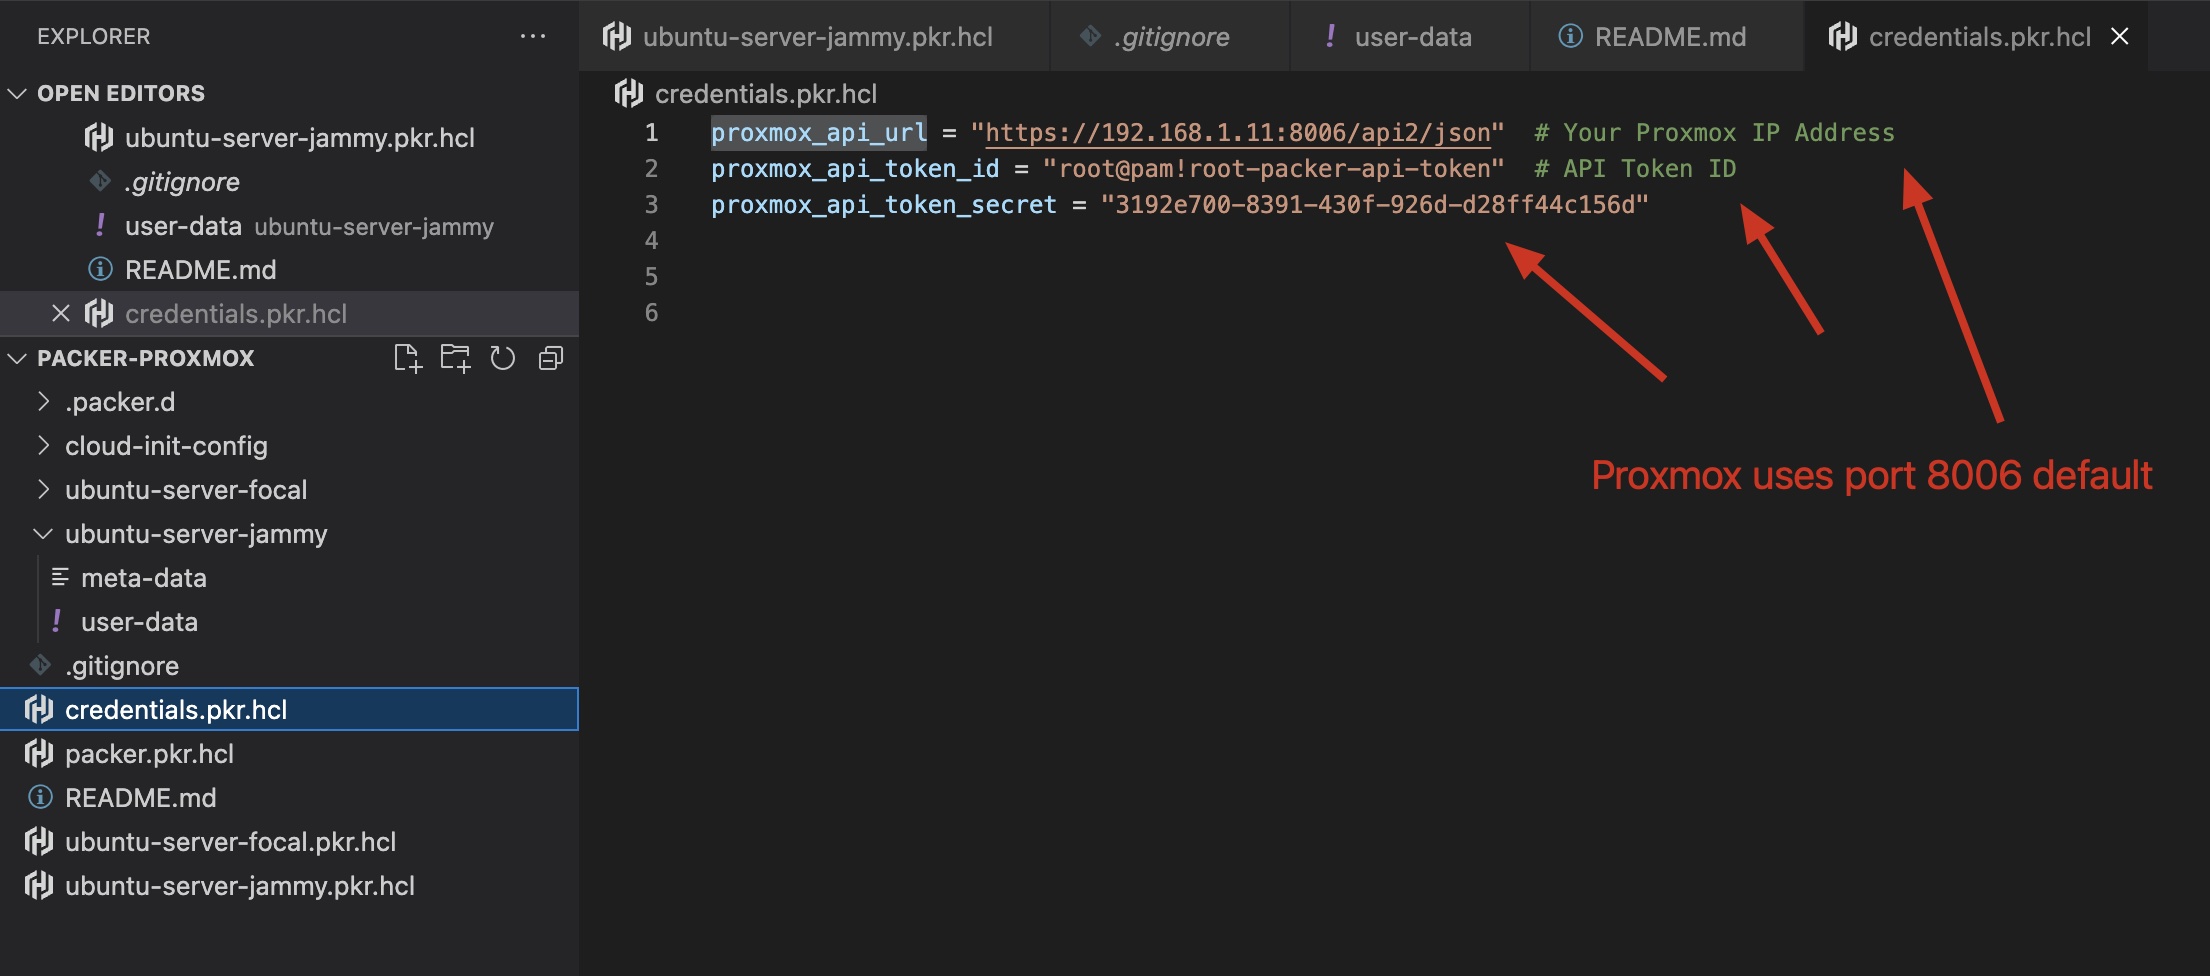 EXPLORER
OPEN EDITORS
ubuntu-server-jammy.pkr.hcl
.gitignore
! user-data ubuntu-server-jammy
README.md
credentials.pkr.hcl
PACKER-PROXMOX
.packer.d
cloud-init-config
ubuntu-server-focal
ubuntu-server-jammy
meta-data
! user-data
.gitignore
credentials.pkr.hcl
packer.pkr.hcl
README.md
ubuntu-server-focal.pkr.hcl
ubuntu-server-jammy.pkr.hcl
ubuntu-server-jammy.pkr.hcl .gitignore ! user-data README.md credentials.pkr.hcl
credentials.pkr.hcl
1 proxmox_api_url = "https://192.168.1.11:8006/api2/json" # Your Proxmox IP Address
2 proxmox_api_token_id = "root@pam!root-packer-api-token" # API Token ID
3 proxmox_api_token_secret = "3192e700-8391-430f-926d-d28ff44c156d"
4
5
6
Proxmox uses port 8006 default